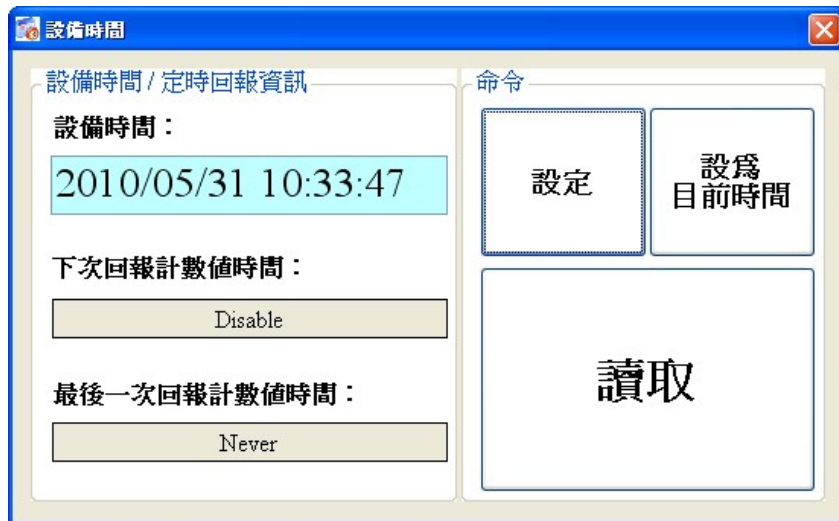 設備時間
設備時間 / 定時回報資訊
設備時間：
2010/05/31 10:33:47
下次回報計數值時間：
Disable
最後一次回報計數值時間：
Never
命令
設定
設爲
目前時間
讀取